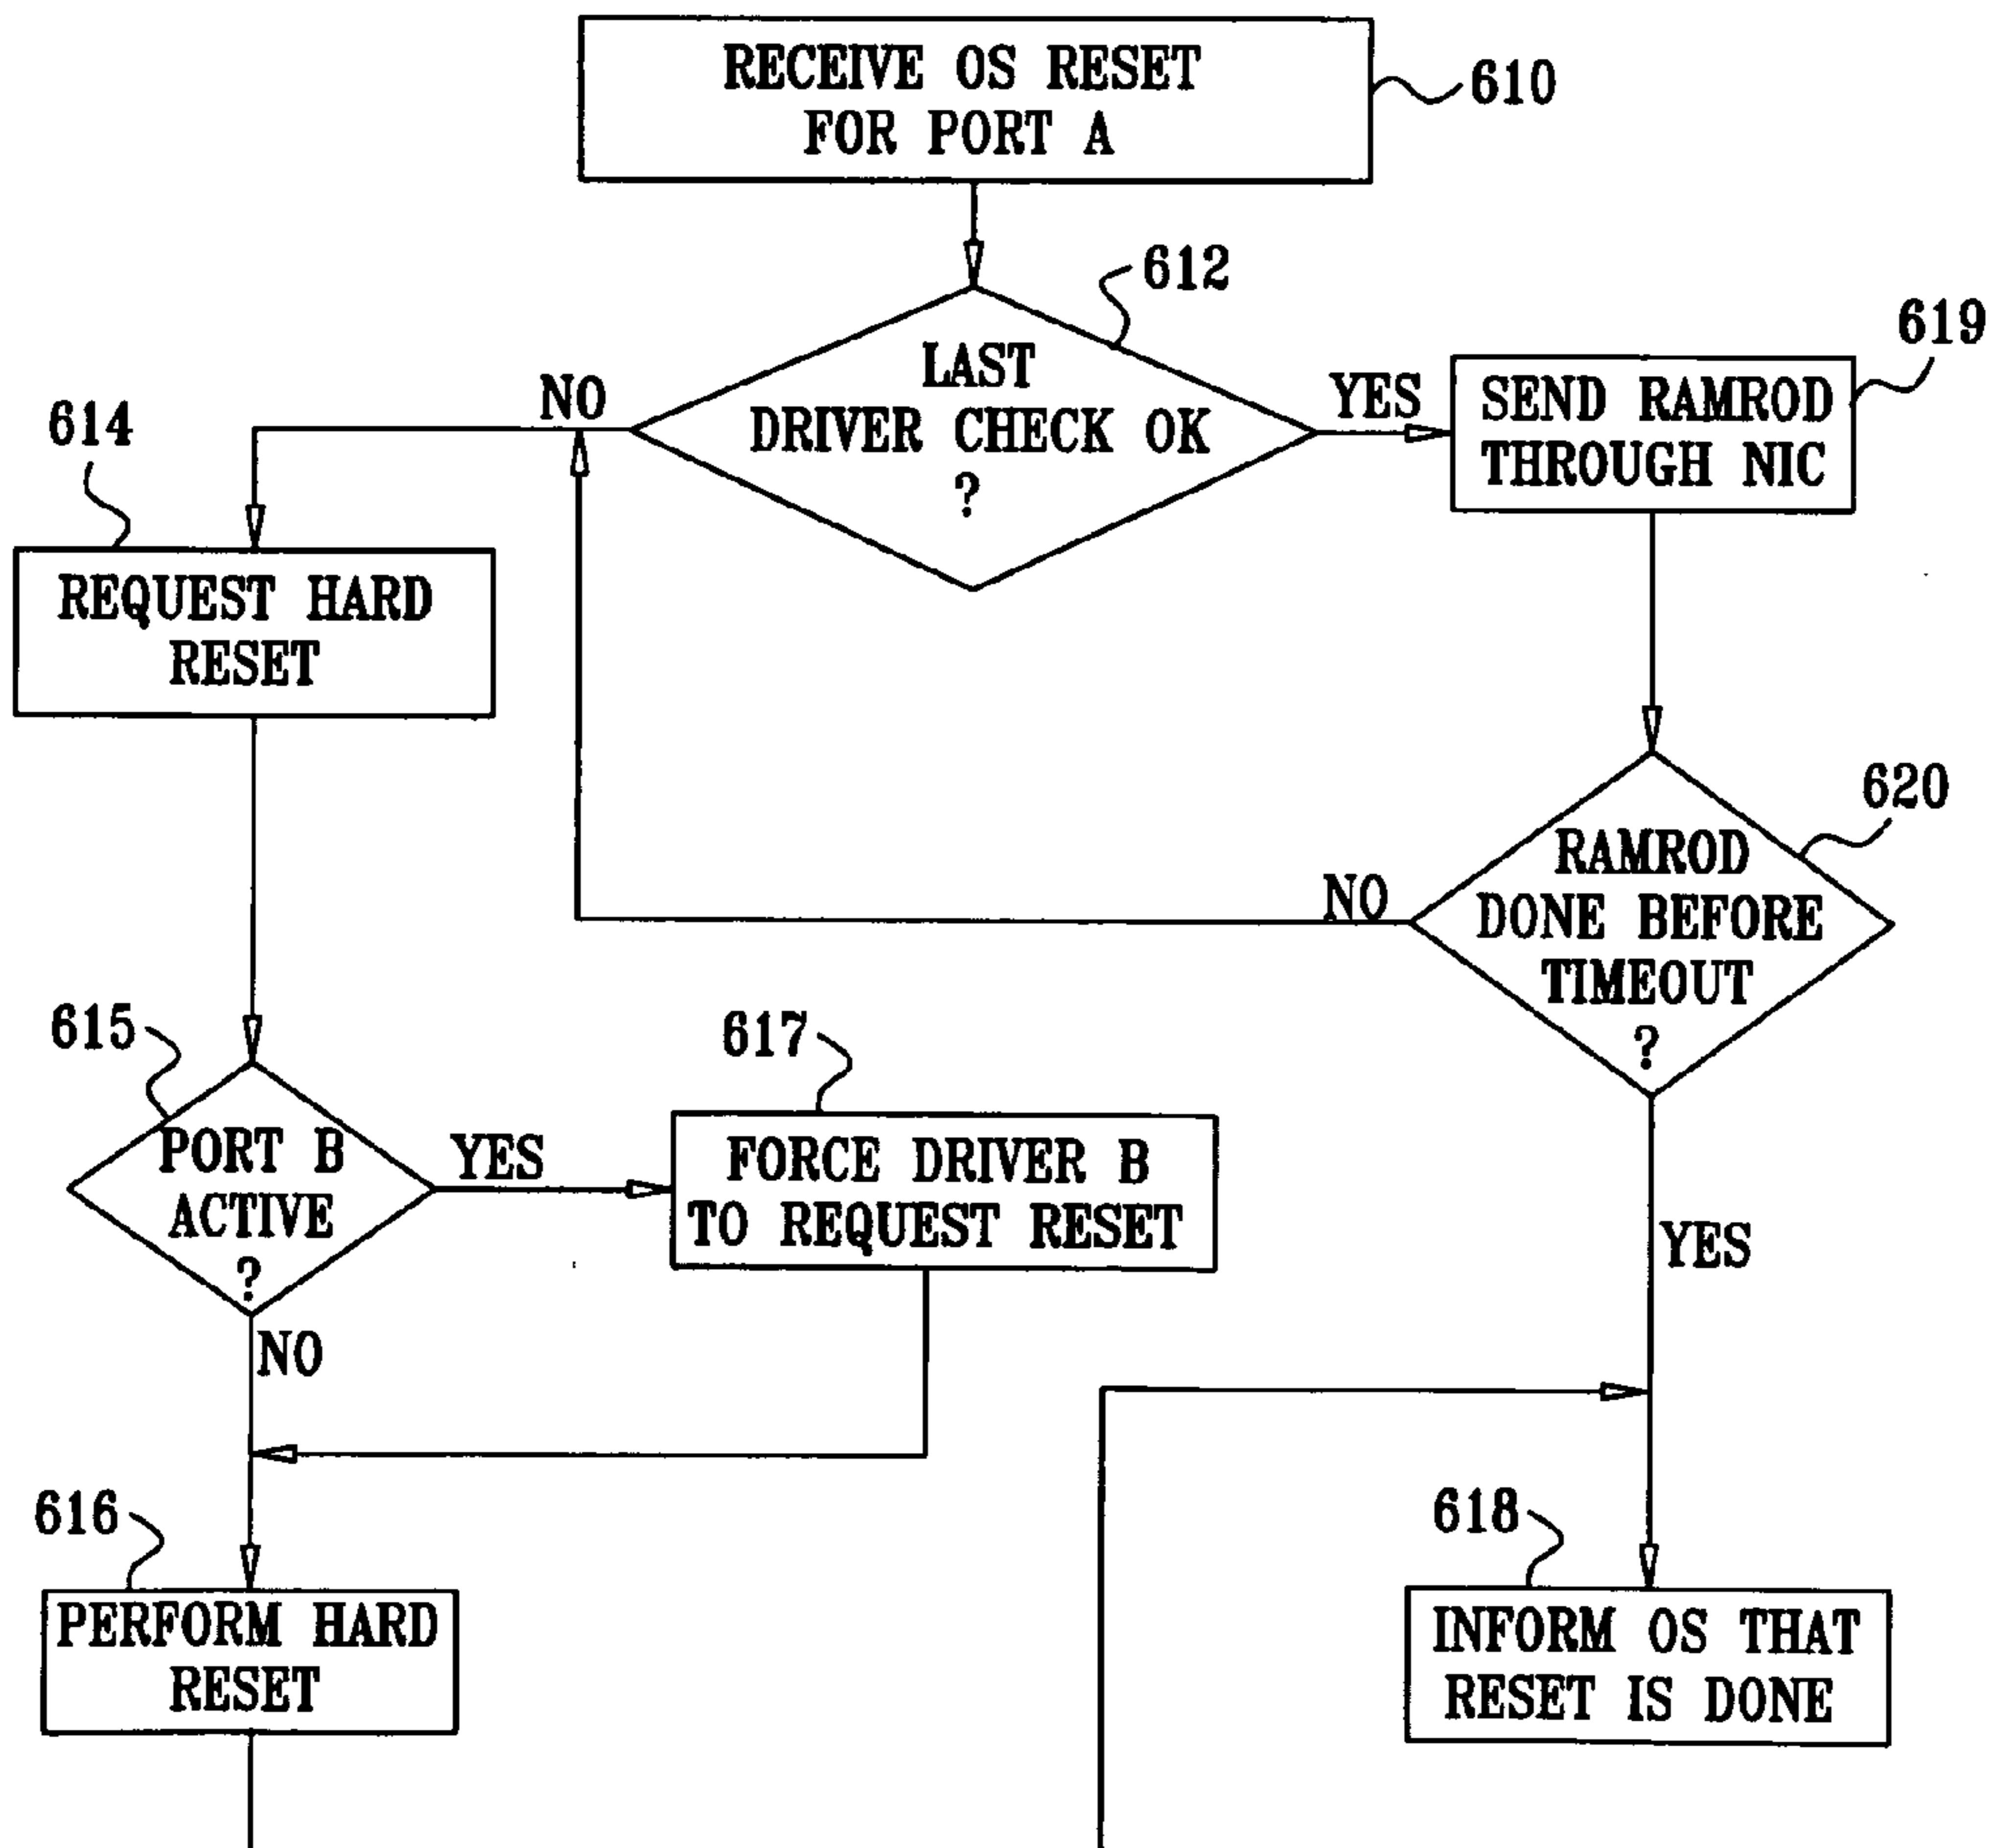 RECEIVE OS RESET
FOR PORT A
610
612
LAST
DRIVER CHECK OK
?
NO
YES
619
SEND RAMROD
THROUGH NIC
614
REQUEST HARD
RESET
620
RAMROD
DONE BEFORE
TIMEOUT
?
NO
YES
615
PORT B
ACTIVE
?
YES
NO
617
FORCE DRIVER B
TO REQUEST RESET
616
PERFORM HARD
RESET
618
INFORM OS THAT
RESET IS DONE